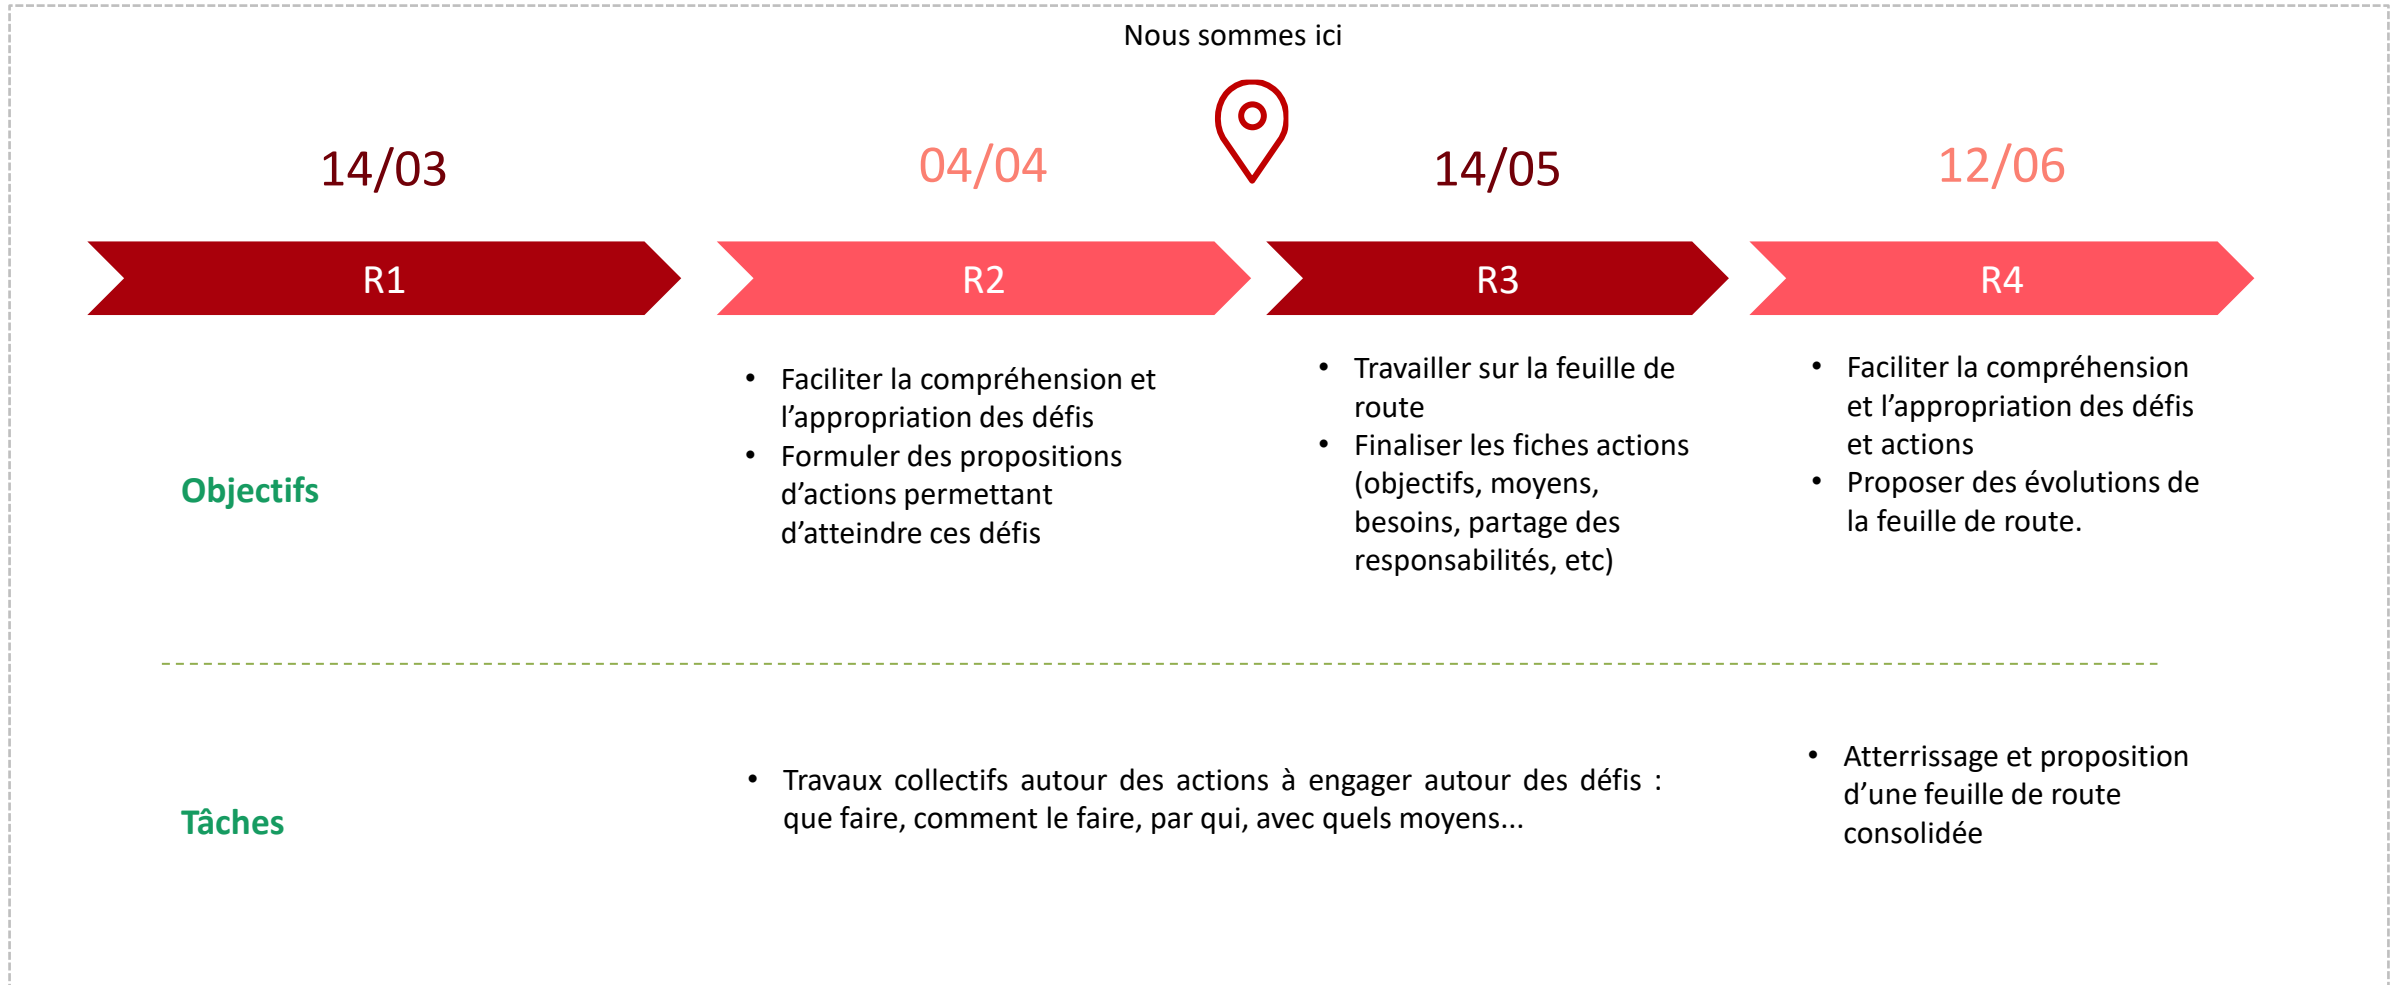 Nous sommes ici
14/03
04/04
14/05
12/06
R1
R2
R3
R4
Objectifs
• Faciliter la compréhension et
l’appropriation des défis
• Formuler des propositions
d’actions permettant
d’atteindre ces défis
• Travailler sur la feuille de
route
• Finaliser les fiches actions
(objectifs, moyens,
besoins, partage des
responsabilités, etc)
• Faciliter la compréhension
et l’appropriation des défis
et actions
• Proposer des évolutions de
la feuille de route.
Tâches
• Travaux collectifs autour des actions à engager autour des défis :
que faire, comment le faire, par qui, avec quels moyens...
• Atterrissage et proposition
d’une feuille de route
consolidée